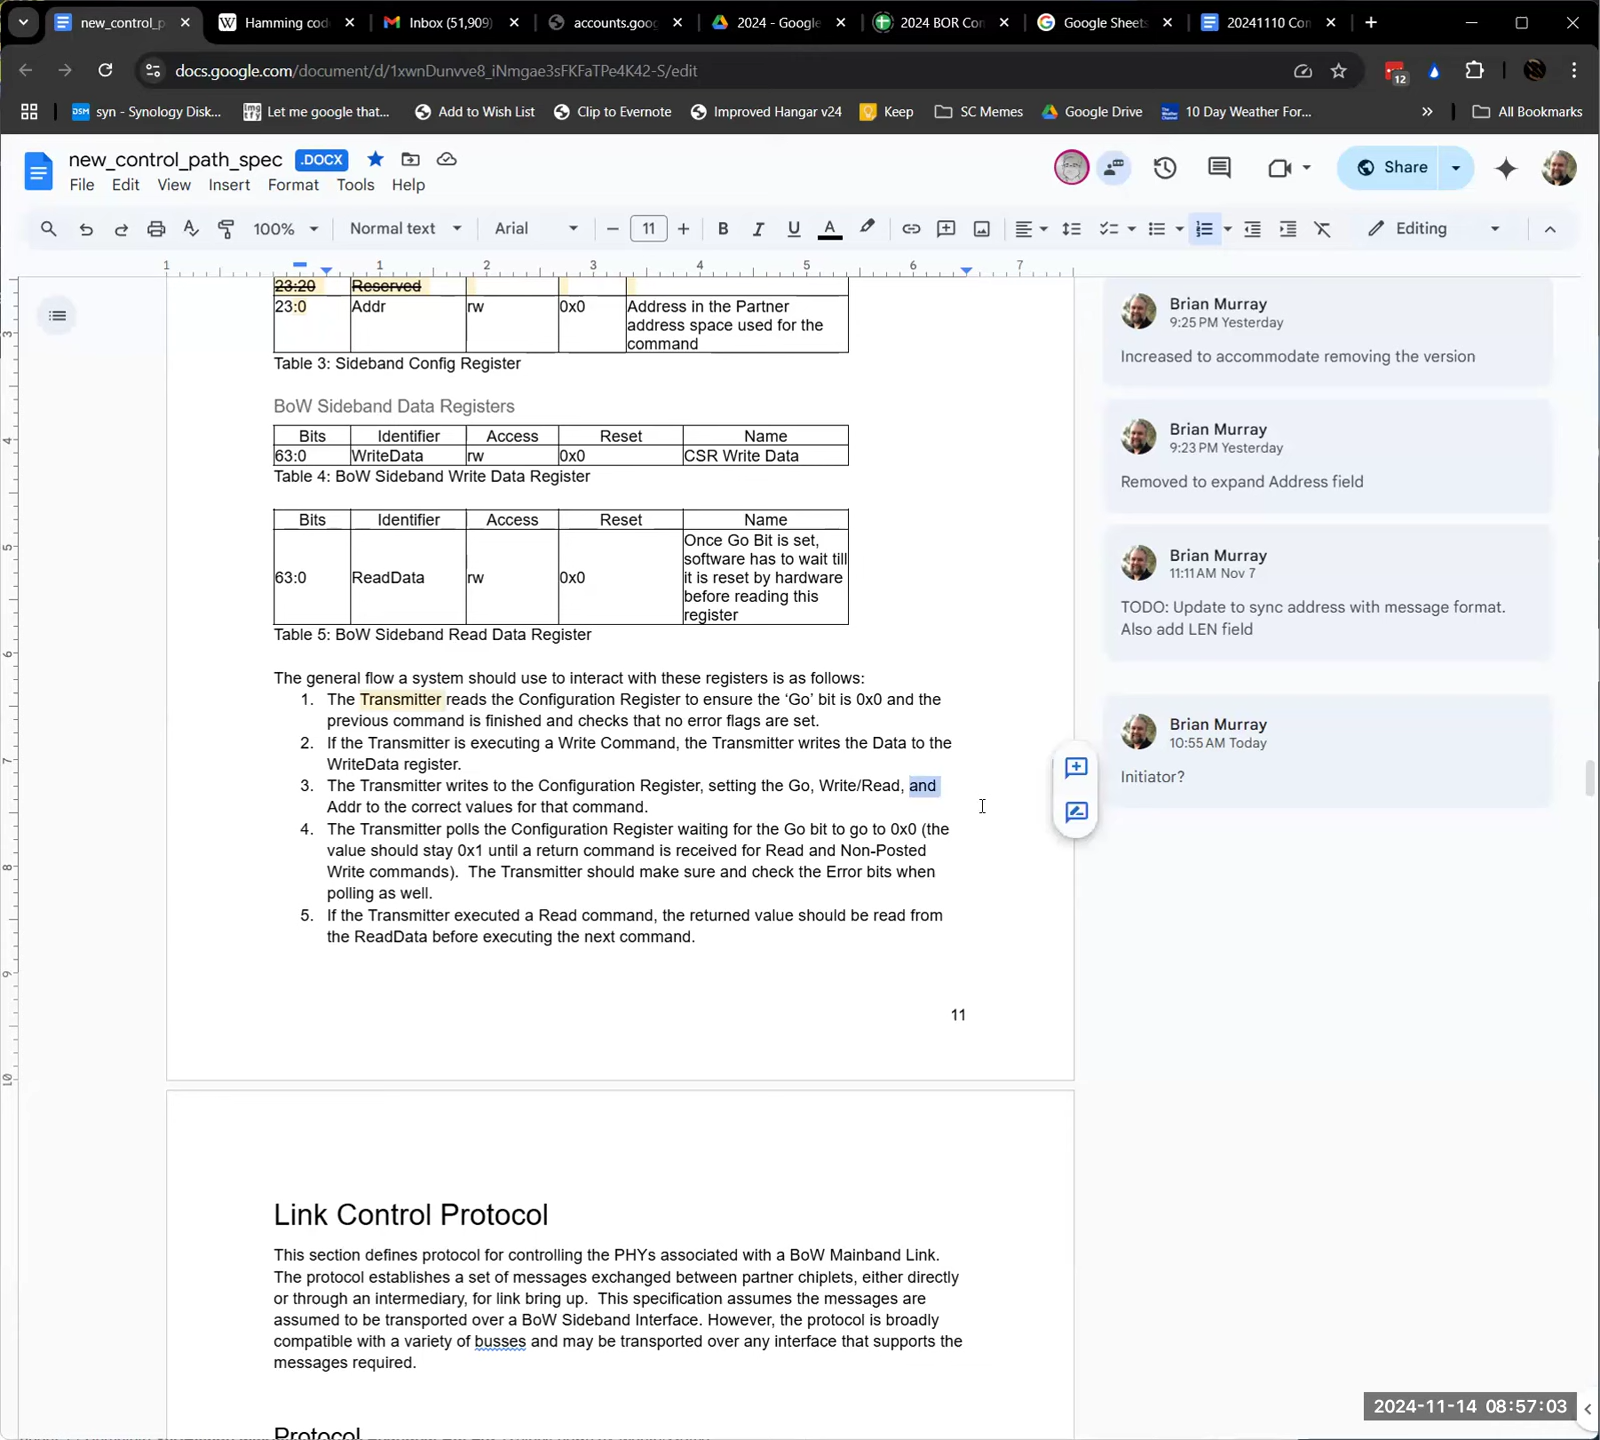 new_control_p
Hamming cod
Inbox (51,909)
accounts.goog
2024 - Google
2024 BOR Con
Google Sheets
20241110 Con
docs.google.com/document/d/1xwnDunvve8_iNmgae3sFKFaTPe4K42-S/edit
12
syn - Synology Disk...
Let me google that...
Add to Wish List
Clip to Evernote
Improved Hangar v24
Keep
SC Memes
Google Drive
10 Day Weather For...
All Bookmarks
new_control_path_spec .DOCX
File Edit View Insert Format Tools Help
Share
100% Normal text Arial 11 Editing
1 1 2 3 4 5 6 7
23:20 Reserved
23:0 Addr rw 0x0 Address in the Partner
address space used for the
command
Table 3: Sideband Config Register
BoW Sideband Data Registers
Bits Identifier Access Reset Name
63:0 WriteData rw 0x0 CSR Write Data
Table 4: BoW Sideband Write Data Register
Bits Identifier Access Reset Name
63:0 ReadData rw 0x0 Once Go Bit is set,
software has to wait till
it is reset by hardware
before reading this
register
Table 5: BoW Sideband Read Data Register
The general flow a system should use to interact with these registers is as follows:
1. The Transmitter reads the Configuration Register to ensure the ‘Go’ bit is 0x0 and the
previous command is finished and checks that no error flags are set.
2. If the Transmitter is executing a Write Command, the Transmitter writes the Data to the
WriteData register.
3. The Transmitter writes to the Configuration Register, setting the Go, Write/Read, and
Addr to the correct values for that command.
4. The Transmitter polls the Configuration Register waiting for the Go bit to go to 0x0 (the
value should stay 0x1 until a return command is received for Read and Non-Posted
Write commands). The Transmitter should make sure and check the Error bits when
polling as well.
5. If the Transmitter executed a Read command, the returned value should be read from
the ReadData before executing the next command.
11
Link Control Protocol
This section defines protocol for controlling the PHYs associated with a BoW Mainband Link.
The protocol establishes a set of messages exchanged between partner chiplets, either directly
or through an intermediary, for link bring up. This specification assumes the messages are
assumed to be transported over a BoW Sideband Interface. However, the protocol is broadly
compatible with a variety of busses and may be transported over any interface that supports the
messages required.
Protocol
3
4
5
6
7
8
9
10
Brian Murray
9:25 PM Yesterday
Increased to accommodate removing the version
Brian Murray
9:23 PM Yesterday
Removed to expand Address field
Brian Murray
11:11 AM Nov 7
TODO: Update to sync address with message format.
Also add LEN field
Brian Murray
10:55 AM Today
Initiator?
2024-11-14 08:57:03